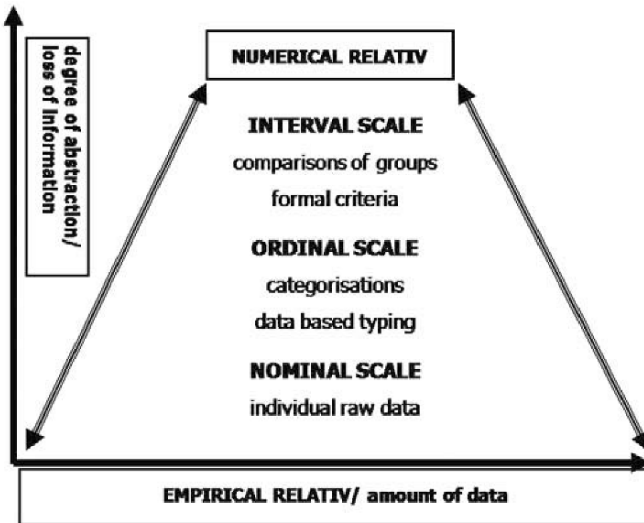 degree of abstraction/
loss of information
NUMERICAL RELATIV
INTERVAL SCALE
comparisons of groups
formal criteria
ORDINAL SCALE
categorisations
data based typing
NOMINAL SCALE
individual raw data
EMPIRICAL RELATIV/ amount of data